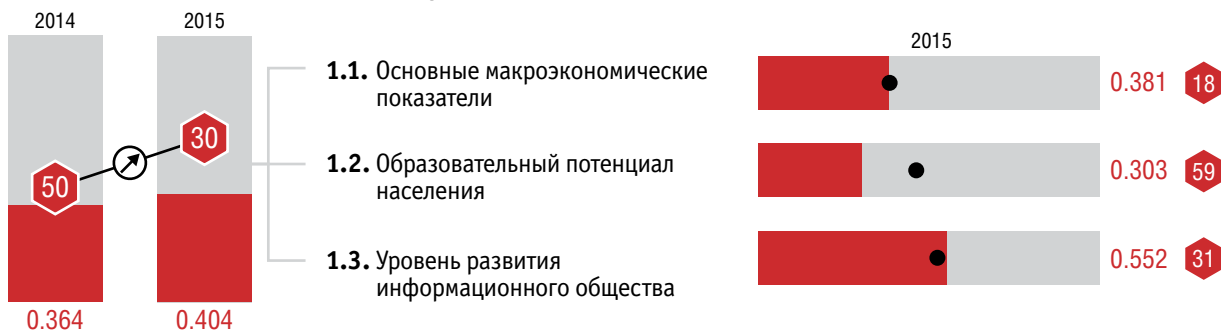 2014
2015
50
30
0.364
0.404
1.1. Основные макроэкономические
показатели
1.2. Образовательный потенциал
населения
1.3. Уровень развития
информационного общества
2015
0.381 18
0.303 59
0.552 31